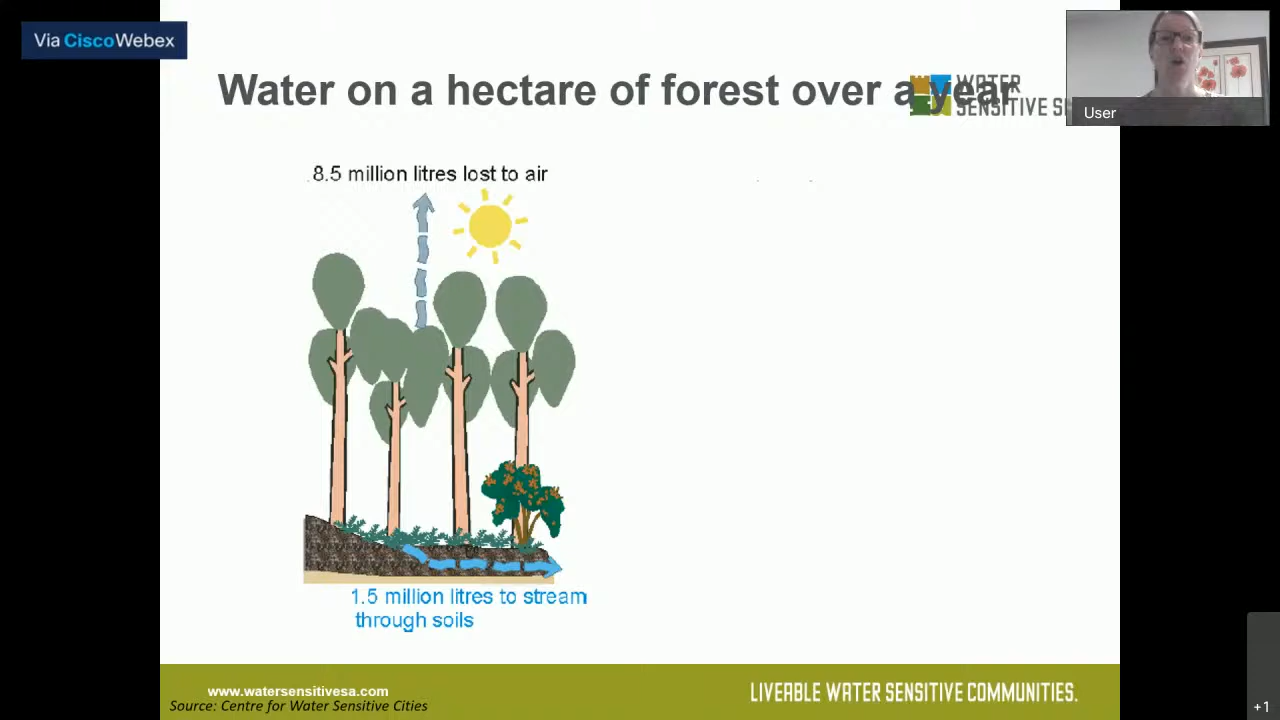 Via CiscoWebex
Water on a hectare of forest over a year
WATER
SENSITIVE
User
8.5 million litres lost to air
1.5 million litres to stream
through soils
www.watersensitivesa.com
Source: Centre for Water Sensitive Cities
LIVEABLE WATER SENSITIVE COMMUNITIES.
+1